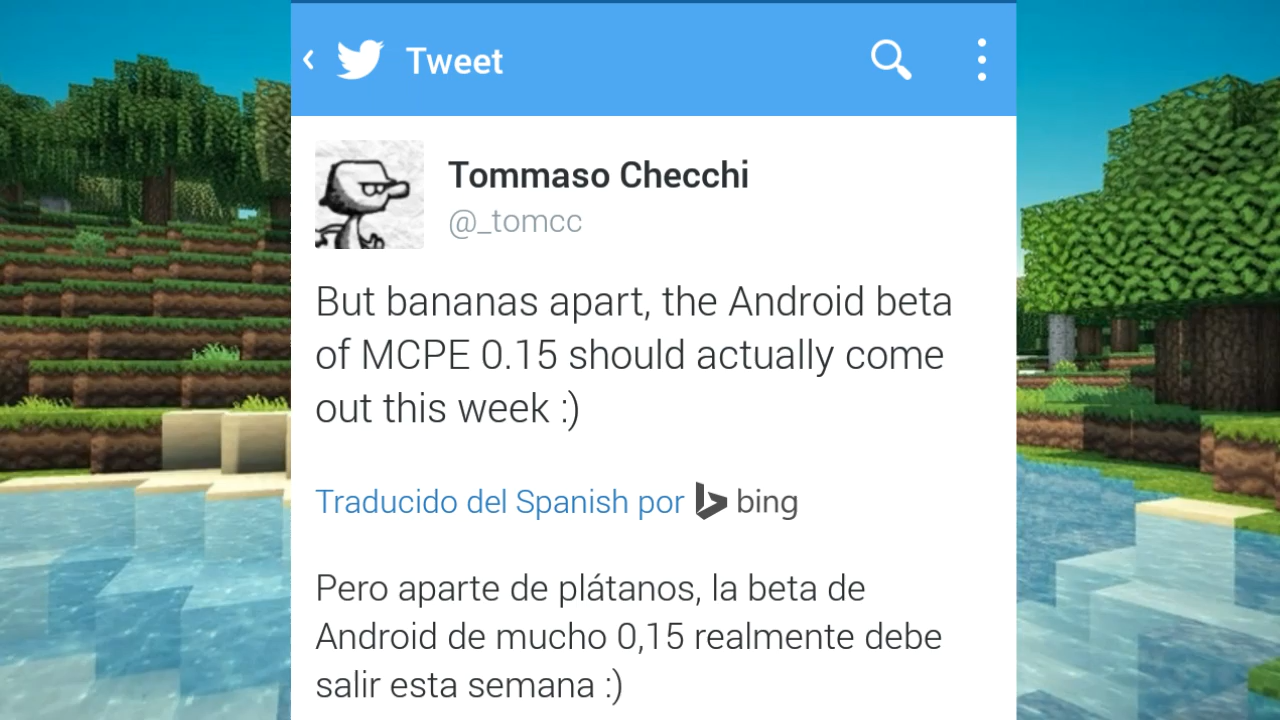 Tweet
Tommaso Checchi
@_tomcc
But bananas apart, the Android beta
of MCPE 0.15 should actually come
out this week :)
Traducido del Spanish por bing
Pero aparte de plátanos, la beta de
Android de mucho 0,15 realmente debe
salir esta semana :)